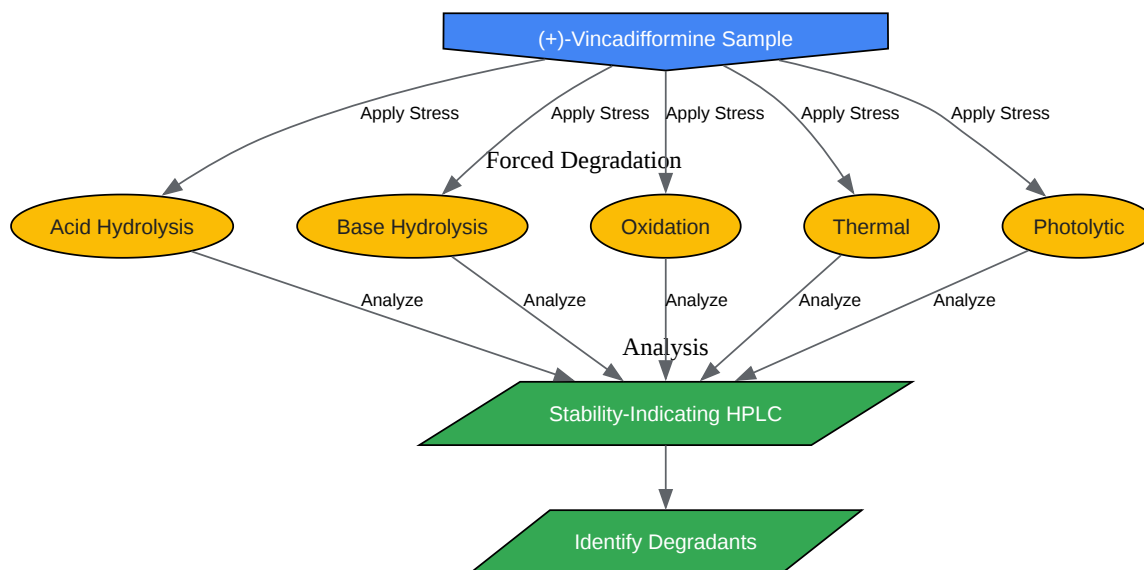 (+)-Vincadifformine Sample
Apply Stress
Apply Stress
Apply Stress
Apply Stress
Apply Stress
Forced Degradation
Acid Hydrolysis
Base Hydrolysis
Oxidation
Thermal
Photolytic
Analyze
Analyze
Analyze
Analyze
Analyze
Analysis
Stability-Indicating HPLC
Identify Degradants